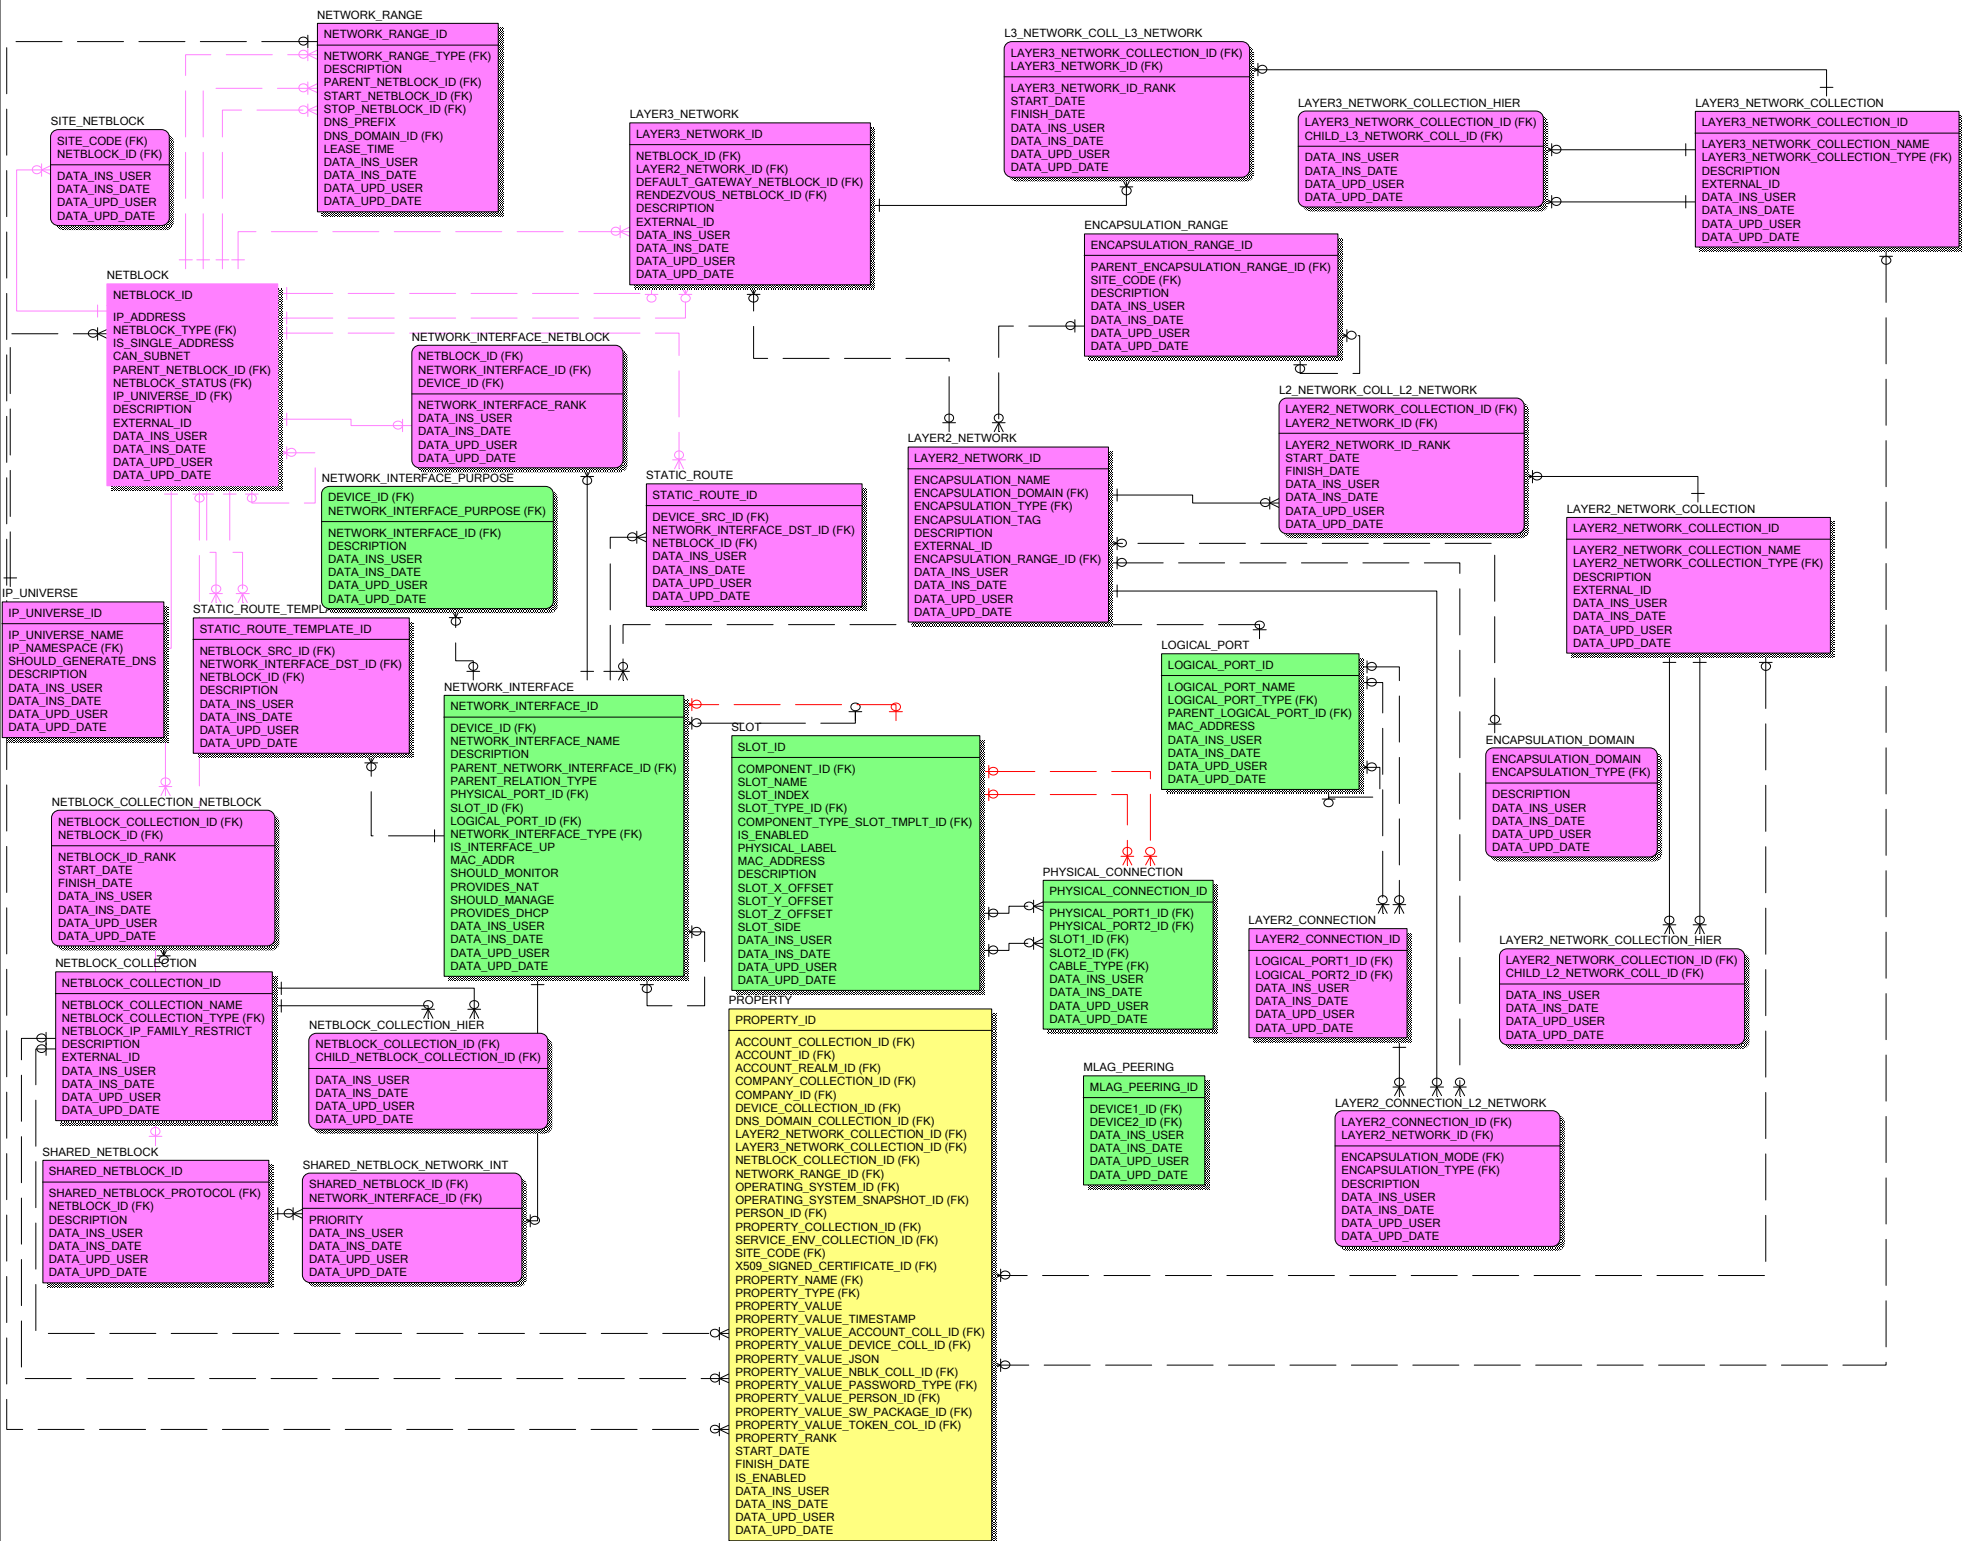 NETWORK_RANGE
NETWORK_RANGE_ID
NETWORK_RANGE_TYPE (FK)
DESCRIPTION
PARENT_NETBLOCK_ID (FK)
START_NETBLOCK_ID (FK)
STOP_NETBLOCK_ID (FK)
DNS_PREFIX
DNS_DOMAIN_ID (FK)
LEASE_TIME
DATA_INS_USER
DATA_INS_DATE
DATA_UPD_USER
DATA_UPD_DATE
L3_NETWORK_COLL_L3_NETWORK
LAYER3_NETWORK_COLLECTION_ID (FK)
LAYER3_NETWORK_ID (FK)
LAYER3_NETWORK_ID_RANK
START_DATE
FINISH_DATE
DATA_INS_USER
DATA_INS_DATE
DATA_UPD_USER
DATA_UPD_DATE
LAYER3_NETWORK_COLLECTION_HIER
LAYER3_NETWORK_COLLECTION_ID (FK)
CHILD_L3_NETWORK_COLL_ID (FK)
DATA_INS_USER
DATA_INS_DATE
DATA_UPD_USER
DATA_UPD_DATE
LAYER3_NETWORK_COLLECTION
LAYER3_NETWORK_COLLECTION_ID
LAYER3_NETWORK_COLLECTION_NAME
LAYER3_NETWORK_COLLECTION_TYPE (FK)
DESCRIPTION
EXTERNAL_ID
DATA_INS_USER
DATA_INS_DATE
DATA_UPD_USER
DATA_UPD_DATE
SITE_NETBLOCK
SITE_CODE (FK)
NETBLOCK_ID (FK)
DATA_INS_USER
DATA_INS_DATE
DATA_UPD_USER
DATA_UPD_DATE
LAYER3_NETWORK
LAYER3_NETWORK_ID
NETBLOCK_ID (FK)
LAYER2_NETWORK_ID (FK)
DEFAULT_GATEWAY_NETBLOCK_ID (FK)
RENDEZVOUS_NETBLOCK_ID (FK)
DESCRIPTION
EXTERNAL_ID
DATA_INS_USER
DATA_INS_DATE
DATA_UPD_USER
DATA_UPD_DATE
ENCAPSULATION_RANGE
ENCAPSULATION_RANGE_ID
PARENT_ENCAPSULATION_RANGE_ID (FK)
SITE_CODE (FK)
DESCRIPTION
DATA_INS_USER
DATA_INS_DATE
DATA_UPD_USER
DATA_UPD_DATE
NETBLOCK
NETBLOCK_ID
IP_ADDRESS
NETBLOCK_TYPE (FK)
IS_SINGLE_ADDRESS
CAN_SUBNET
PARENT_NETBLOCK_ID (FK)
NETBLOCK_STATUS (FK)
IP_UNIVERSE_ID (FK)
DESCRIPTION
EXTERNAL_ID
DATA_INS_USER
DATA_INS_DATE
DATA_UPD_USER
DATA_UPD_DATE
NETWORK_INTERFACE_NETBLOCK
NETBLOCK_ID (FK)
NETWORK_INTERFACE_ID (FK)
DEVICE_ID (FK)
NETWORK_INTERFACE_RANK
DATA_INS_USER
DATA_INS_DATE
DATA_UPD_USER
DATA_UPD_DATE
L2_NETWORK_COLL_L2_NETWORK
LAYER2_NETWORK_COLLECTION_ID (FK)
LAYER2_NETWORK_ID (FK)
LAYER2_NETWORK_ID_RANK
START_DATE
FINISH_DATE
DATA_INS_USER
DATA_INS_DATE
DATA_UPD_USER
DATA_UPD_DATE
LAYER2_NETWORK
LAYER2_NETWORK_ID
ENCAPSULATION_NAME
ENCAPSULATION_DOMAIN (FK)
ENCAPSULATION_TYPE (FK)
ENCAPSULATION_TAG
DESCRIPTION
EXTERNAL_ID
ENCAPSULATION_RANGE_ID (FK)
DATA_INS_USER
DATA_INS_DATE
DATA_UPD_USER
DATA_UPD_DATE
LAYER2_NETWORK_COLLECTION
LAYER2_NETWORK_COLLECTION_ID
LAYER2_NETWORK_COLLECTION_NAME
LAYER2_NETWORK_COLLECTION_TYPE (FK)
DESCRIPTION
EXTERNAL_ID
DATA_INS_USER
DATA_INS_DATE
DATA_UPD_USER
DATA_UPD_DATE
NETWORK_INTERFACE_PURPOSE
DEVICE_ID (FK)
NETWORK_INTERFACE_PURPOSE (FK)
NETWORK_INTERFACE_ID (FK)
DESCRIPTION
DATA_INS_USER
DATA_INS_DATE
DATA_UPD_USER
DATA_UPD_DATE
STATIC_ROUTE
STATIC_ROUTE_ID
DEVICE_SRC_ID (FK)
NETWORK_INTERFACE_DST_ID (FK)
NETBLOCK_ID (FK)
DATA_INS_USER
DATA_INS_DATE
DATA_UPD_USER
DATA_UPD_DATE
IP_UNIVERSE
IP_UNIVERSE_ID
IP_UNIVERSE_NAME
IP_NAMESPACE (FK)
SHOULD_GENERATE_DNS
DESCRIPTION
DATA_INS_USER
DATA_INS_DATE
DATA_UPD_USER
DATA_UPD_DATE
STATIC_ROUTE_TEMPL
STATIC_ROUTE_TEMPLATE_ID
NETBLOCK_SRC_ID (FK)
NETWORK_INTERFACE_DST_ID (FK)
NETBLOCK_ID (FK)
DESCRIPTION
DATA_INS_USER
DATA_INS_DATE
DATA_UPD_USER
DATA_UPD_DATE
LOGICAL_PORT
LOGICAL_PORT_ID
LOGICAL_PORT_NAME
LOGICAL_PORT_TYPE (FK)
PARENT_LOGICAL_PORT_ID (FK)
MAC_ADDRESS
DATA_INS_USER
DATA_INS_DATE
DATA_UPD_USER
DATA_UPD_DATE
NETWORK_INTERFACE
NETWORK_INTERFACE_ID
DEVICE_ID (FK)
NETWORK_INTERFACE_NAME
DESCRIPTION
PARENT_NETWORK_INTERFACE_ID (FK)
PARENT_RELATION_TYPE
PHYSICAL_PORT_ID (FK)
SLOT_ID (FK)
LOGICAL_PORT_ID (FK)
NETWORK_INTERFACE_TYPE (FK)
IS_INTERFACE_UP
MAC_ADDR
SHOULD_MONITOR
PROVIDES_NAT
SHOULD_MANAGE
PROVIDES_DHCP
DATA_INS_USER
DATA_INS_DATE
DATA_UPD_USER
DATA_UPD_DATE
SLOT
SLOT_ID
COMPONENT_ID (FK)
SLOT_NAME
SLOT_INDEX
SLOT_TYPE_ID (FK)
COMPONENT_TYPE_SLOT_TMPLT_ID (FK)
IS_ENABLED
PHYSICAL_LABEL
MAC_ADDRESS
DESCRIPTION
SLOT_X_OFFSET
SLOT_Y_OFFSET
SLOT_Z_OFFSET
SLOT_SIDE
DATA_INS_USER
DATA_INS_DATE
DATA_UPD_USER
DATA_UPD_DATE
ENCAPSULATION_DOMAIN
ENCAPSULATION_DOMAIN
ENCAPSULATION_TYPE (FK)
DESCRIPTION
DATA_INS_USER
DATA_INS_DATE
DATA_UPD_USER
DATA_UPD_DATE
NETBLOCK_COLLECTION_NETBLOCK
NETBLOCK_COLLECTION_ID (FK)
NETBLOCK_ID (FK)
NETBLOCK_ID_RANK
START_DATE
FINISH_DATE
DATA_INS_USER
DATA_INS_DATE
DATA_UPD_USER
DATA_UPD_DATE
PHYSICAL_CONNECTION
PHYSICAL_CONNECTION_ID
PHYSICAL_PORT1_ID (FK)
PHYSICAL_PORT2_ID (FK)
SLOT1_ID (FK)
SLOT2_ID (FK)
CABLE_TYPE (FK)
DATA_INS_USER
DATA_INS_DATE
DATA_UPD_USER
DATA_UPD_DATE
LAYER2_CONNECTION
LAYER2_CONNECTION_ID
LOGICAL_PORT1_ID (FK)
LOGICAL_PORT2_ID (FK)
DATA_INS_USER
DATA_INS_DATE
DATA_UPD_USER
DATA_UPD_DATE
LAYER2_NETWORK_COLLECTION_HIER
LAYER2_NETWORK_COLLECTION_ID (FK)
CHILD_L2_NETWORK_COLL_ID (FK)
DATA_INS_USER
DATA_INS_DATE
DATA_UPD_USER
DATA_UPD_DATE
NETBLOCK_COLLECTION
NETBLOCK_COLLECTION_ID
NETBLOCK_COLLECTION_NAME
NETBLOCK_COLLECTION_TYPE (FK)
NETBLOCK_IP_FAMILY_RESTRICT
DESCRIPTION
EXTERNAL_ID
DATA_INS_USER
DATA_INS_DATE
DATA_UPD_USER
DATA_UPD_DATE
NETBLOCK_COLLECTION_HIER
NETBLOCK_COLLECTION_ID (FK)
CHILD_NETBLOCK_COLLECTION_ID (FK)
DATA_INS_USER
DATA_INS_DATE
DATA_UPD_USER
DATA_UPD_DATE
PROPERTY
PROPERTY_ID
ACCOUNT_COLLECTION_ID (FK)
ACCOUNT_ID (FK)
ACCOUNT_REALM_ID (FK)
COMPANY_COLLECTION_ID (FK)
COMPANY_ID (FK)
DEVICE_COLLECTION_ID (FK)
DNS_DOMAIN_COLLECTION_ID (FK)
LAYER2_NETWORK_COLLECTION_ID (FK)
LAYER3_NETWORK_COLLECTION_ID (FK)
NETBLOCK_COLLECTION_ID (FK)
NETWORK_RANGE_ID (FK)
OPERATING_SYSTEM_ID (FK)
OPERATING_SYSTEM_SNAPSHOT_ID (FK)
PERSON_ID (FK)
PROPERTY_COLLECTION_ID (FK)
SERVICE_ENV_COLLECTION_ID (FK)
SITE_CODE (FK)
X509_SIGNED_CERTIFICATE_ID (FK)
PROPERTY_NAME (FK)
PROPERTY_TYPE (FK)
PROPERTY_VALUE
PROPERTY_VALUE_TIMESTAMP
PROPERTY_VALUE_ACCOUNT_COLL_ID (FK)
PROPERTY_VALUE_DEVICE_COLL_ID (FK)
PROPERTY_VALUE_JSON
PROPERTY_VALUE_NBLK_COLL_ID (FK)
PROPERTY_VALUE_PASSWORD_TYPE (FK)
PROPERTY_VALUE_PERSON_ID (FK)
PROPERTY_VALUE_SW_PACKAGE_ID (FK)
PROPERTY_VALUE_TOKEN_COL_ID (FK)
PROPERTY_RANK
START_DATE
FINISH_DATE
IS_ENABLED
DATA_INS_USER
DATA_INS_DATE
DATA_UPD_USER
DATA_UPD_DATE
MLAG_PEERING
MLAG_PEERING_ID
DEVICE1_ID (FK)
DEVICE2_ID (FK)
DATA_INS_USER
DATA_INS_DATE
DATA_UPD_USER
DATA_UPD_DATE
LAYER2_CONNECTION_L2_NETWORK
LAYER2_CONNECTION_ID (FK)
LAYER2_NETWORK_ID (FK)
ENCAPSULATION_MODE (FK)
ENCAPSULATION_TYPE (FK)
DESCRIPTION
DATA_INS_USER
DATA_INS_DATE
DATA_UPD_USER
DATA_UPD_DATE
SHARED_NETBLOCK
SHARED_NETBLOCK_ID
SHARED_NETBLOCK_PROTOCOL (FK)
NETBLOCK_ID (FK)
DESCRIPTION
DATA_INS_USER
DATA_INS_DATE
DATA_UPD_USER
DATA_UPD_DATE
SHARED_NETBLOCK_NETWORK_INT
SHARED_NETBLOCK_ID (FK)
NETWORK_INTERFACE_ID (FK)
PRIORITY
DATA_INS_USER
DATA_INS_DATE
DATA_UPD_USER
DATA_UPD_DATE